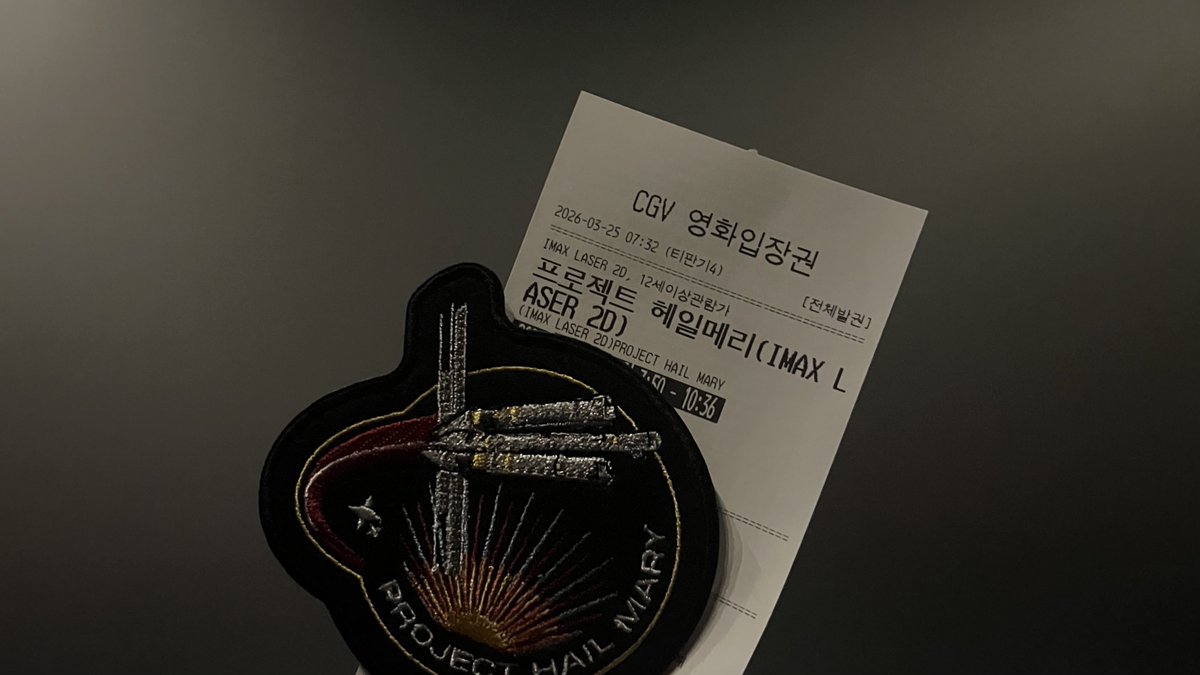 CGV 영화입장권
2026-03-25 07:32 (티판기4)
[전체발권]
IMAX LASER 2D, 12세이상관람가
프로젝트 헤일메리(IMAX L
ASER 2D)
(IMAX LASER 2D)PROJECT HAIL MARY
7:50 - 10:36
PROJECT HAIL MARY